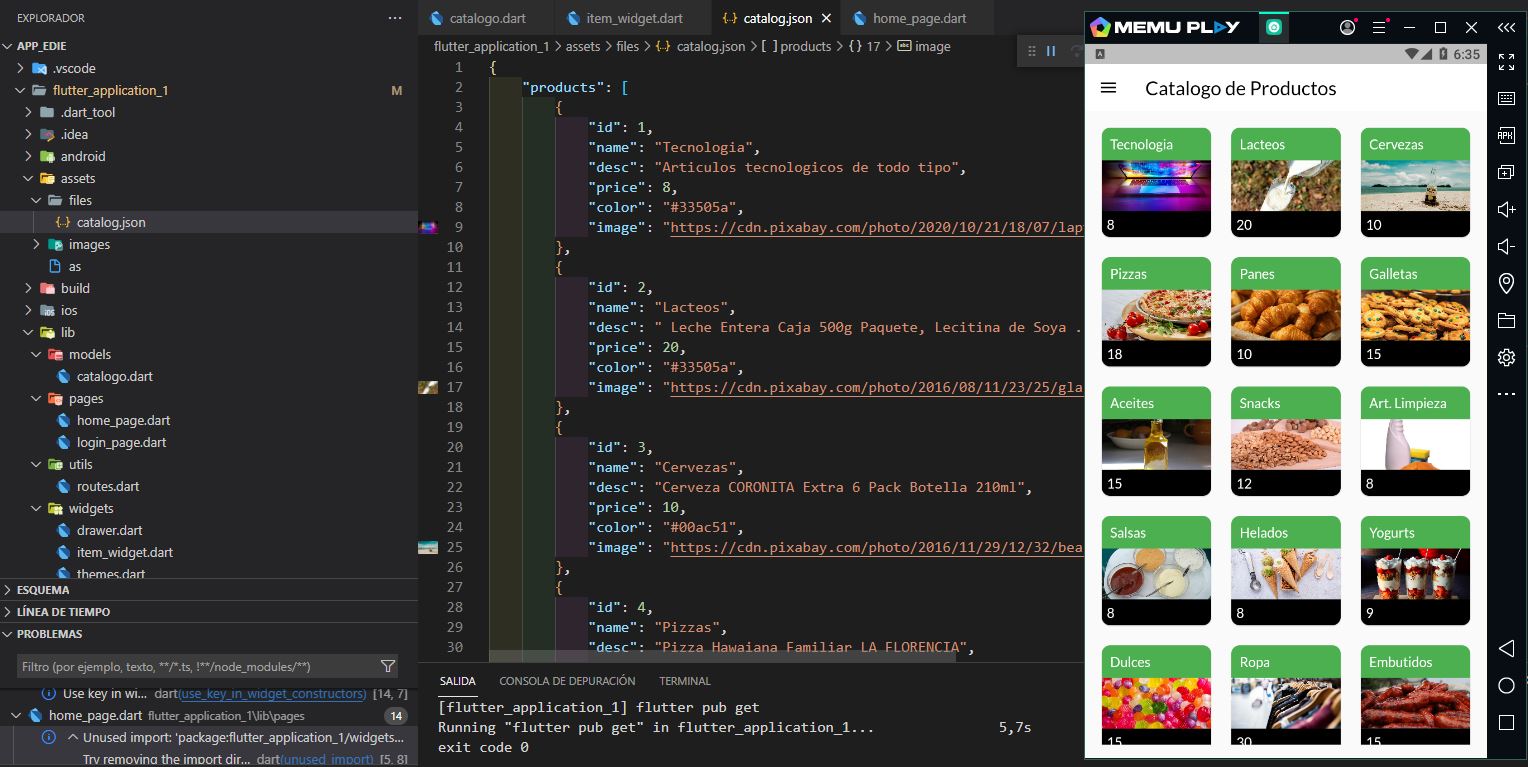 EXPLORADOR
APP_EDIE
.vscode
flutter_application_1 M
.dart_tool
.idea
android
assets
files
catalog.json
images
as
build
ios
lib
models
catalogo.dart
pages
home_page.dart
login_page.dart
utils
routes.dart
widgets
drawer.dart
item_widget.dart
themes.dart
ESQUEMA
LÍNEA DE TIEMPO
PROBLEMAS
Filtro (por ejemplo, texto, **/*.ts, !**/node_modules/**)
Use key in wi... dart(use_key_in_widget_constructors) [14, 7]
home_page.dart flutter_application_1\lib\pages 14
Unused import: 'package:flutter_application_1/widgets...
Try removing the import dir... dart(unused_import) [5, 8]
catalogo.dart item_widget.dart catalog.json home_page.dart
flutter_application_1 > assets > files > catalog.json > [ ] products > { } 17 > image
1 {
2 "products": [
3 {
4 "id": 1,
5 "name": "Tecnologia",
6 "desc": "Articulos tecnologicos de todo tipo",
7 "price": 8,
8 "color": "#33505a",
9 "image": "https://cdn.pixabay.com/photo/2020/10/21/18/07/lap
10 },
11 {
12 "id": 2,
13 "name": "Lacteos",
14 "desc": " Leche Entera Caja 500g Paquete, Lecitina de Soya .
15 "price": 20,
16 "color": "#33505a",
17 "image": "https://cdn.pixabay.com/photo/2016/08/11/23/25/gla
18 },
19 {
20 "id": 3,
21 "name": "Cervezas",
22 "desc": "Cerveza CORONITA Extra 6 Pack Botella 210ml",
23 "price": 10,
24 "color": "#00ac51",
25 "image": "https://cdn.pixabay.com/photo/2016/11/29/12/32/bea
26 },
27 {
28 "id": 4,
29 "name": "Pizzas",
30 "desc": "Pizza Hawaiana Familiar LA FLORENCIA",
SALIDA CONSOLA DE DEPURACIÓN TERMINAL
[flutter_application_1] flutter pub get
Running "flutter pub get" in flutter_application_1... 5,7s
exit code 0
MEMU PLAY
A 6:35
Catalogo de Productos
Tecnologia Lacteos Cervezas
8 20 10
Pizzas Panes Galletas
18 10 15
Aceites Snacks Art. Limpieza
15 12 8
Salsas Helados Yogurts
8 8 9
Dulces Ropa Embutidos
15 30 15
APK